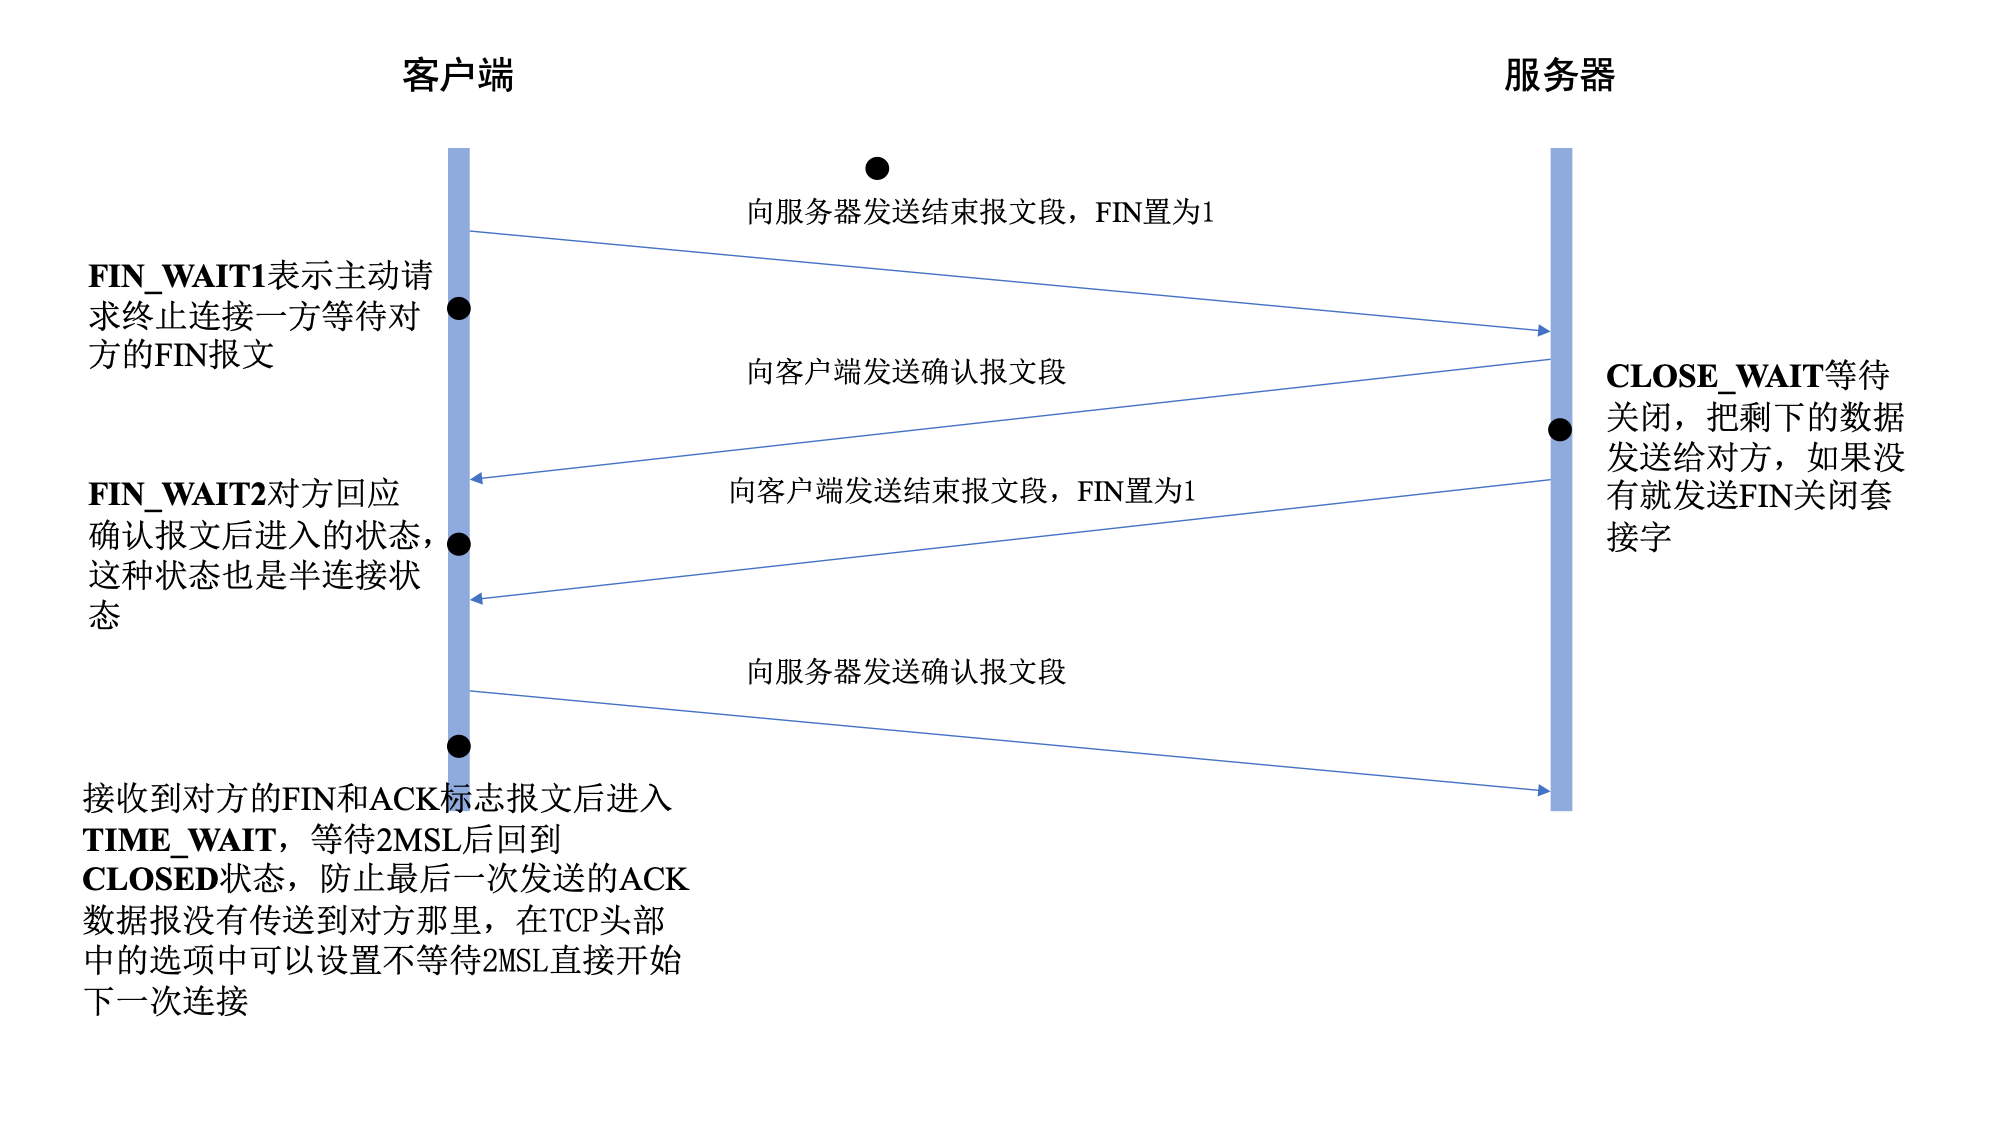 客户端
服务器
向服务器发送结束报文段，FIN置为1
FIN_WAIT1表示主动请
求终止连接一方等待对
方的FIN报文
向客户端发送确认报文段
CLOSE_WAIT等待
关闭，把剩下的数据
发送给对方，如果没
有就发送FIN关闭套
接字
向客户端发送结束报文段，FIN置为1
FIN_WAIT2对方回应
确认报文后进入的状态，
这种状态也是半连接状
态
向服务器发送确认报文段
接收到对方的FIN和ACK标志报文后进入
TIME_WAIT，等待2MSL后回到
CLOSED状态，防止最后一次发送的ACK
数据报没有传送到对方那里，在TCP头部
中的选项中可以设置不等待2MSL直接开始
下一次连接